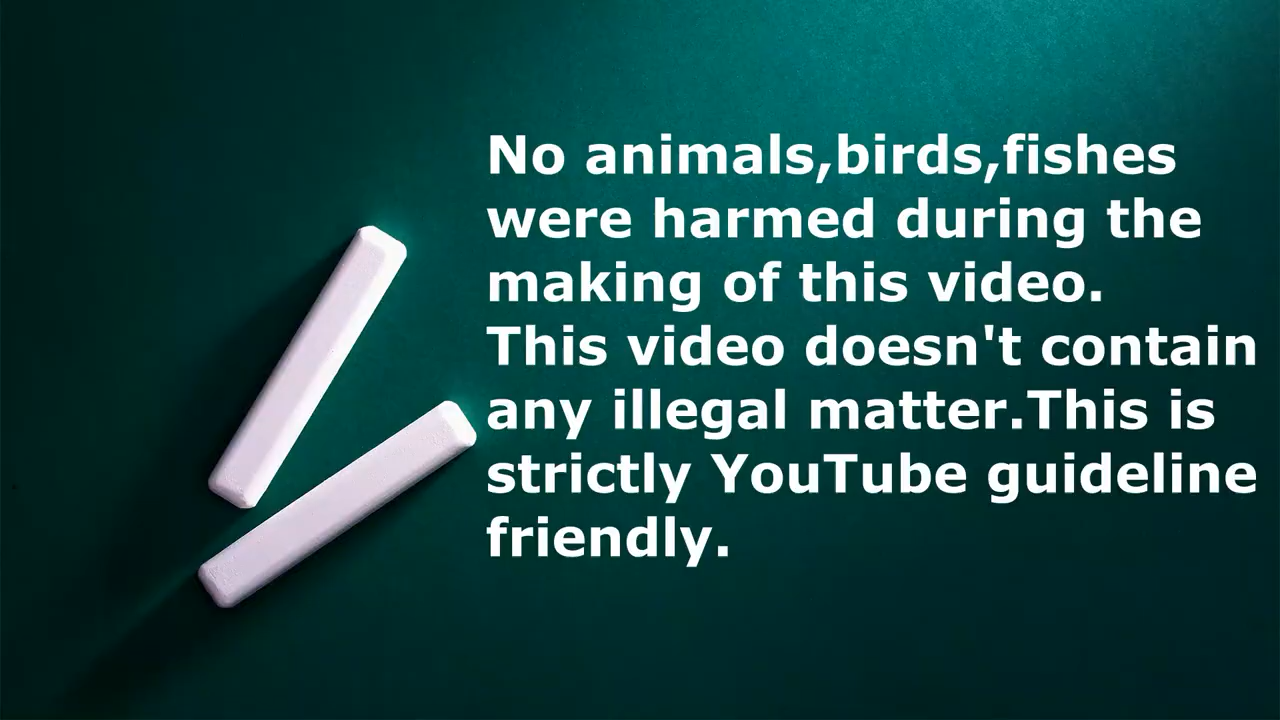 No animals,birds,fishes
were harmed during the
making of this video.
This video doesn't contain
any illegal matter.This is
strictly YouTube guideline
friendly.